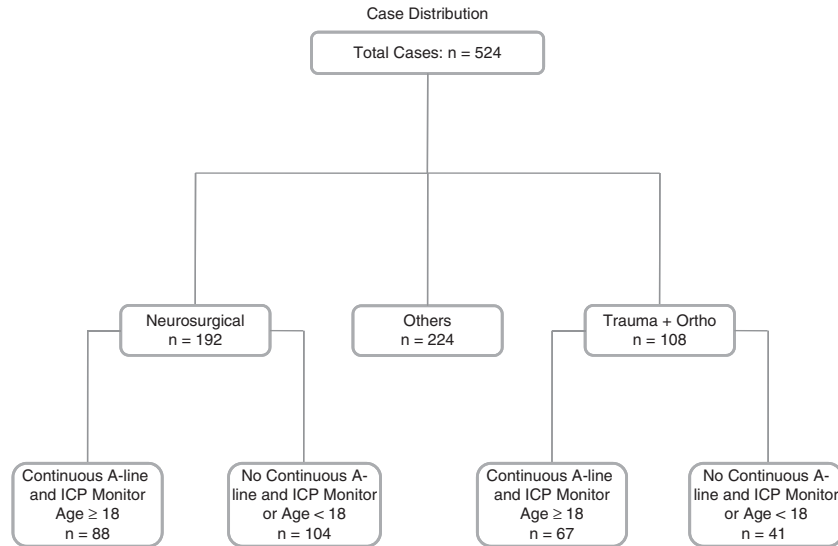 Case Distribution
Total Cases: n = 524
Neurosurgical
n = 192
Others
n = 224
Trauma + Ortho
n = 108
Continuous A-line
and ICP Monitor
Age ≥ 18
n = 88
No Continuous A-
line and ICP Monitor
or Age < 18
n = 104
Continuous A-line
and ICP Monitor
Age ≥ 18
n = 67
No Continuous A-
line and ICP Monitor
or Age < 18
n = 41